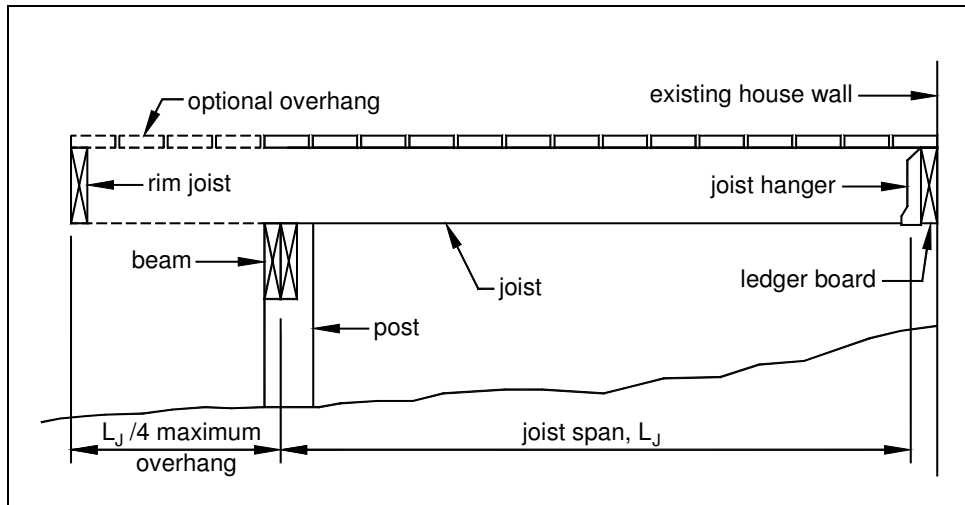 optional overhang
existing house wall
rim joist
joist hanger
beam
joist
ledger board
post
L_J /4 maximum
overhang
joist span, L_J